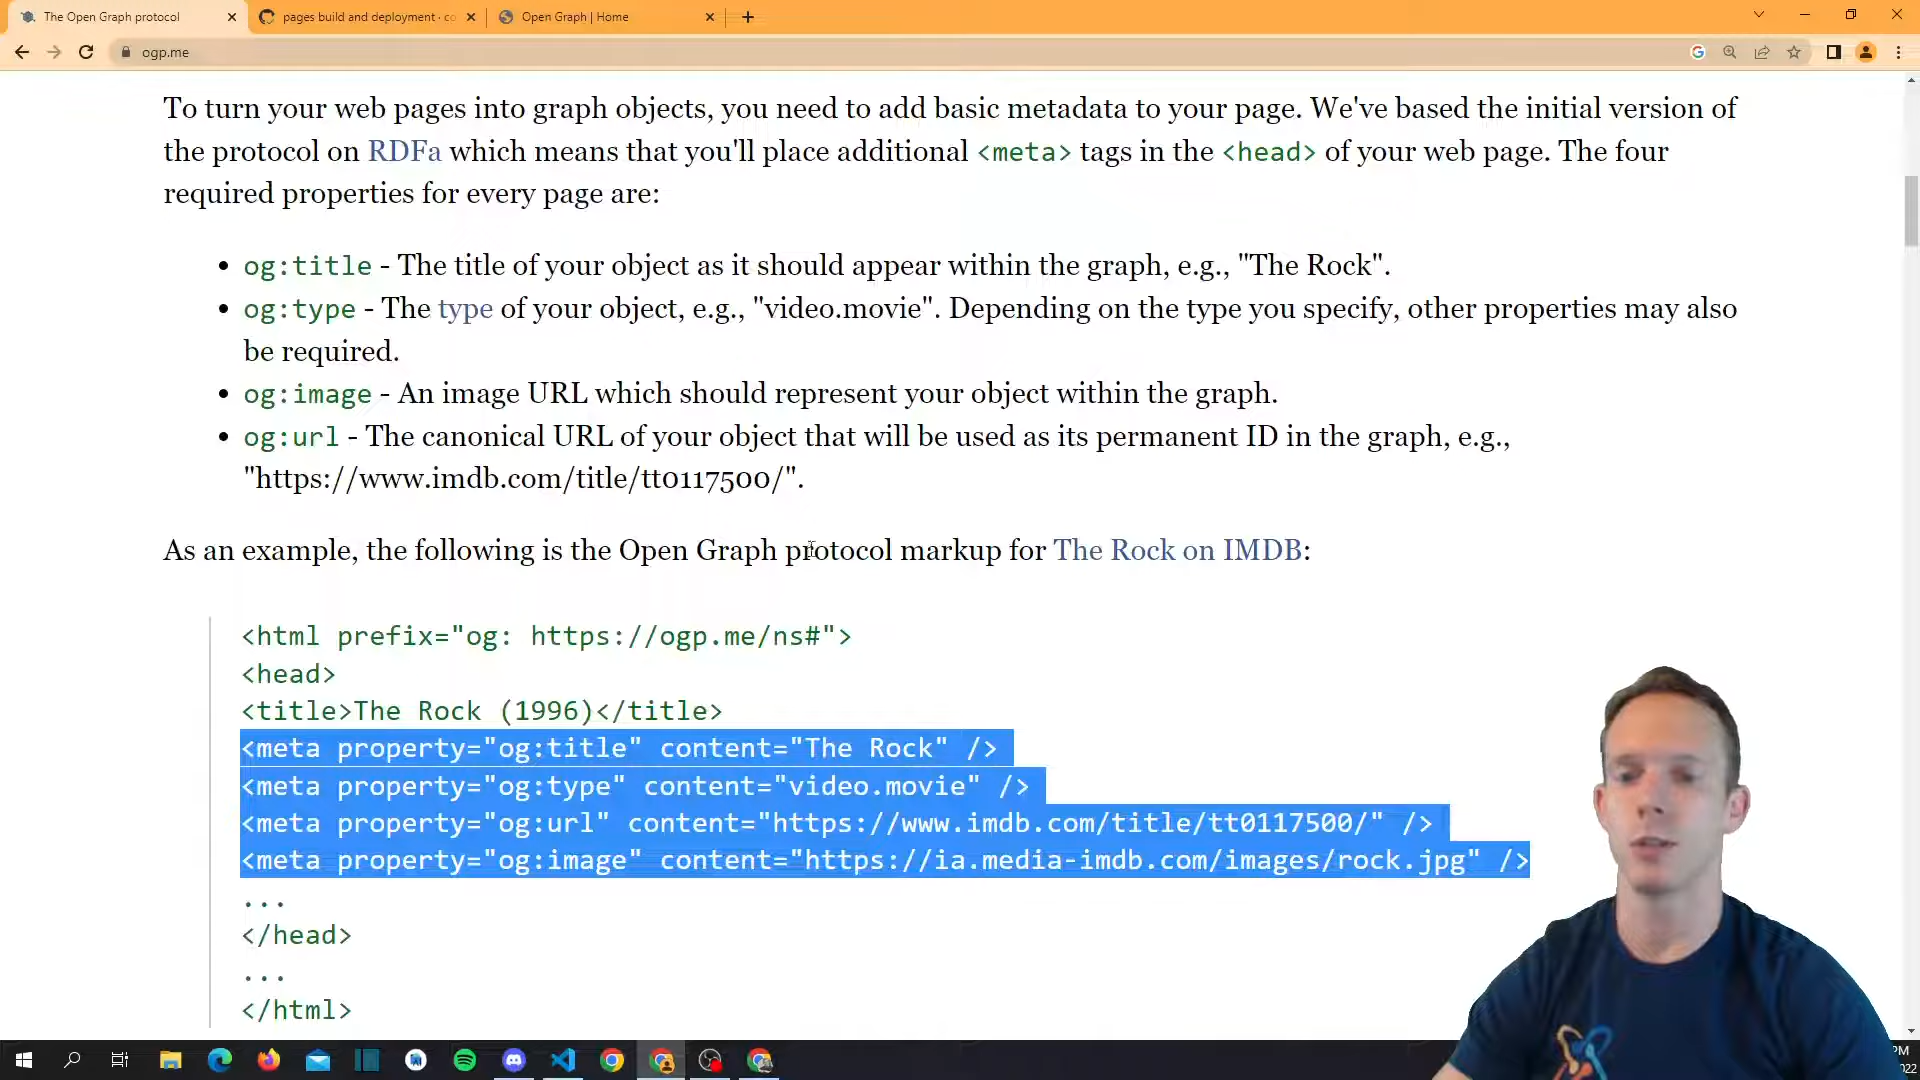 The Open Graph protocol
pages build and deployment · co
Open Graph | Home
ogp.me
To turn your web pages into graph objects, you need to add basic metadata to your page. We've based the initial version of
the protocol on RDFa which means that you'll place additional <meta> tags in the <head> of your web page. The four
required properties for every page are:
• og:title - The title of your object as it should appear within the graph, e.g., "The Rock".
• og:type - The type of your object, e.g., "video.movie". Depending on the type you specify, other properties may also
be required.
• og:image - An image URL which should represent your object within the graph.
• og:url - The canonical URL of your object that will be used as its permanent ID in the graph, e.g.,
"https://www.imdb.com/title/tt0117500/".
As an example, the following is the Open Graph protocol markup for The Rock on IMDB:
<html prefix="og: https://ogp.me/ns#">
<head>
<title>The Rock (1996)</title>
<meta property="og:title" content="The Rock" />
<meta property="og:type" content="video.movie" />
<meta property="og:url" content="https://www.imdb.com/title/tt0117500/" />
<meta property="og:image" content="https://ia.media-imdb.com/images/rock.jpg" />
...
</head>
...
</html>
PM
022